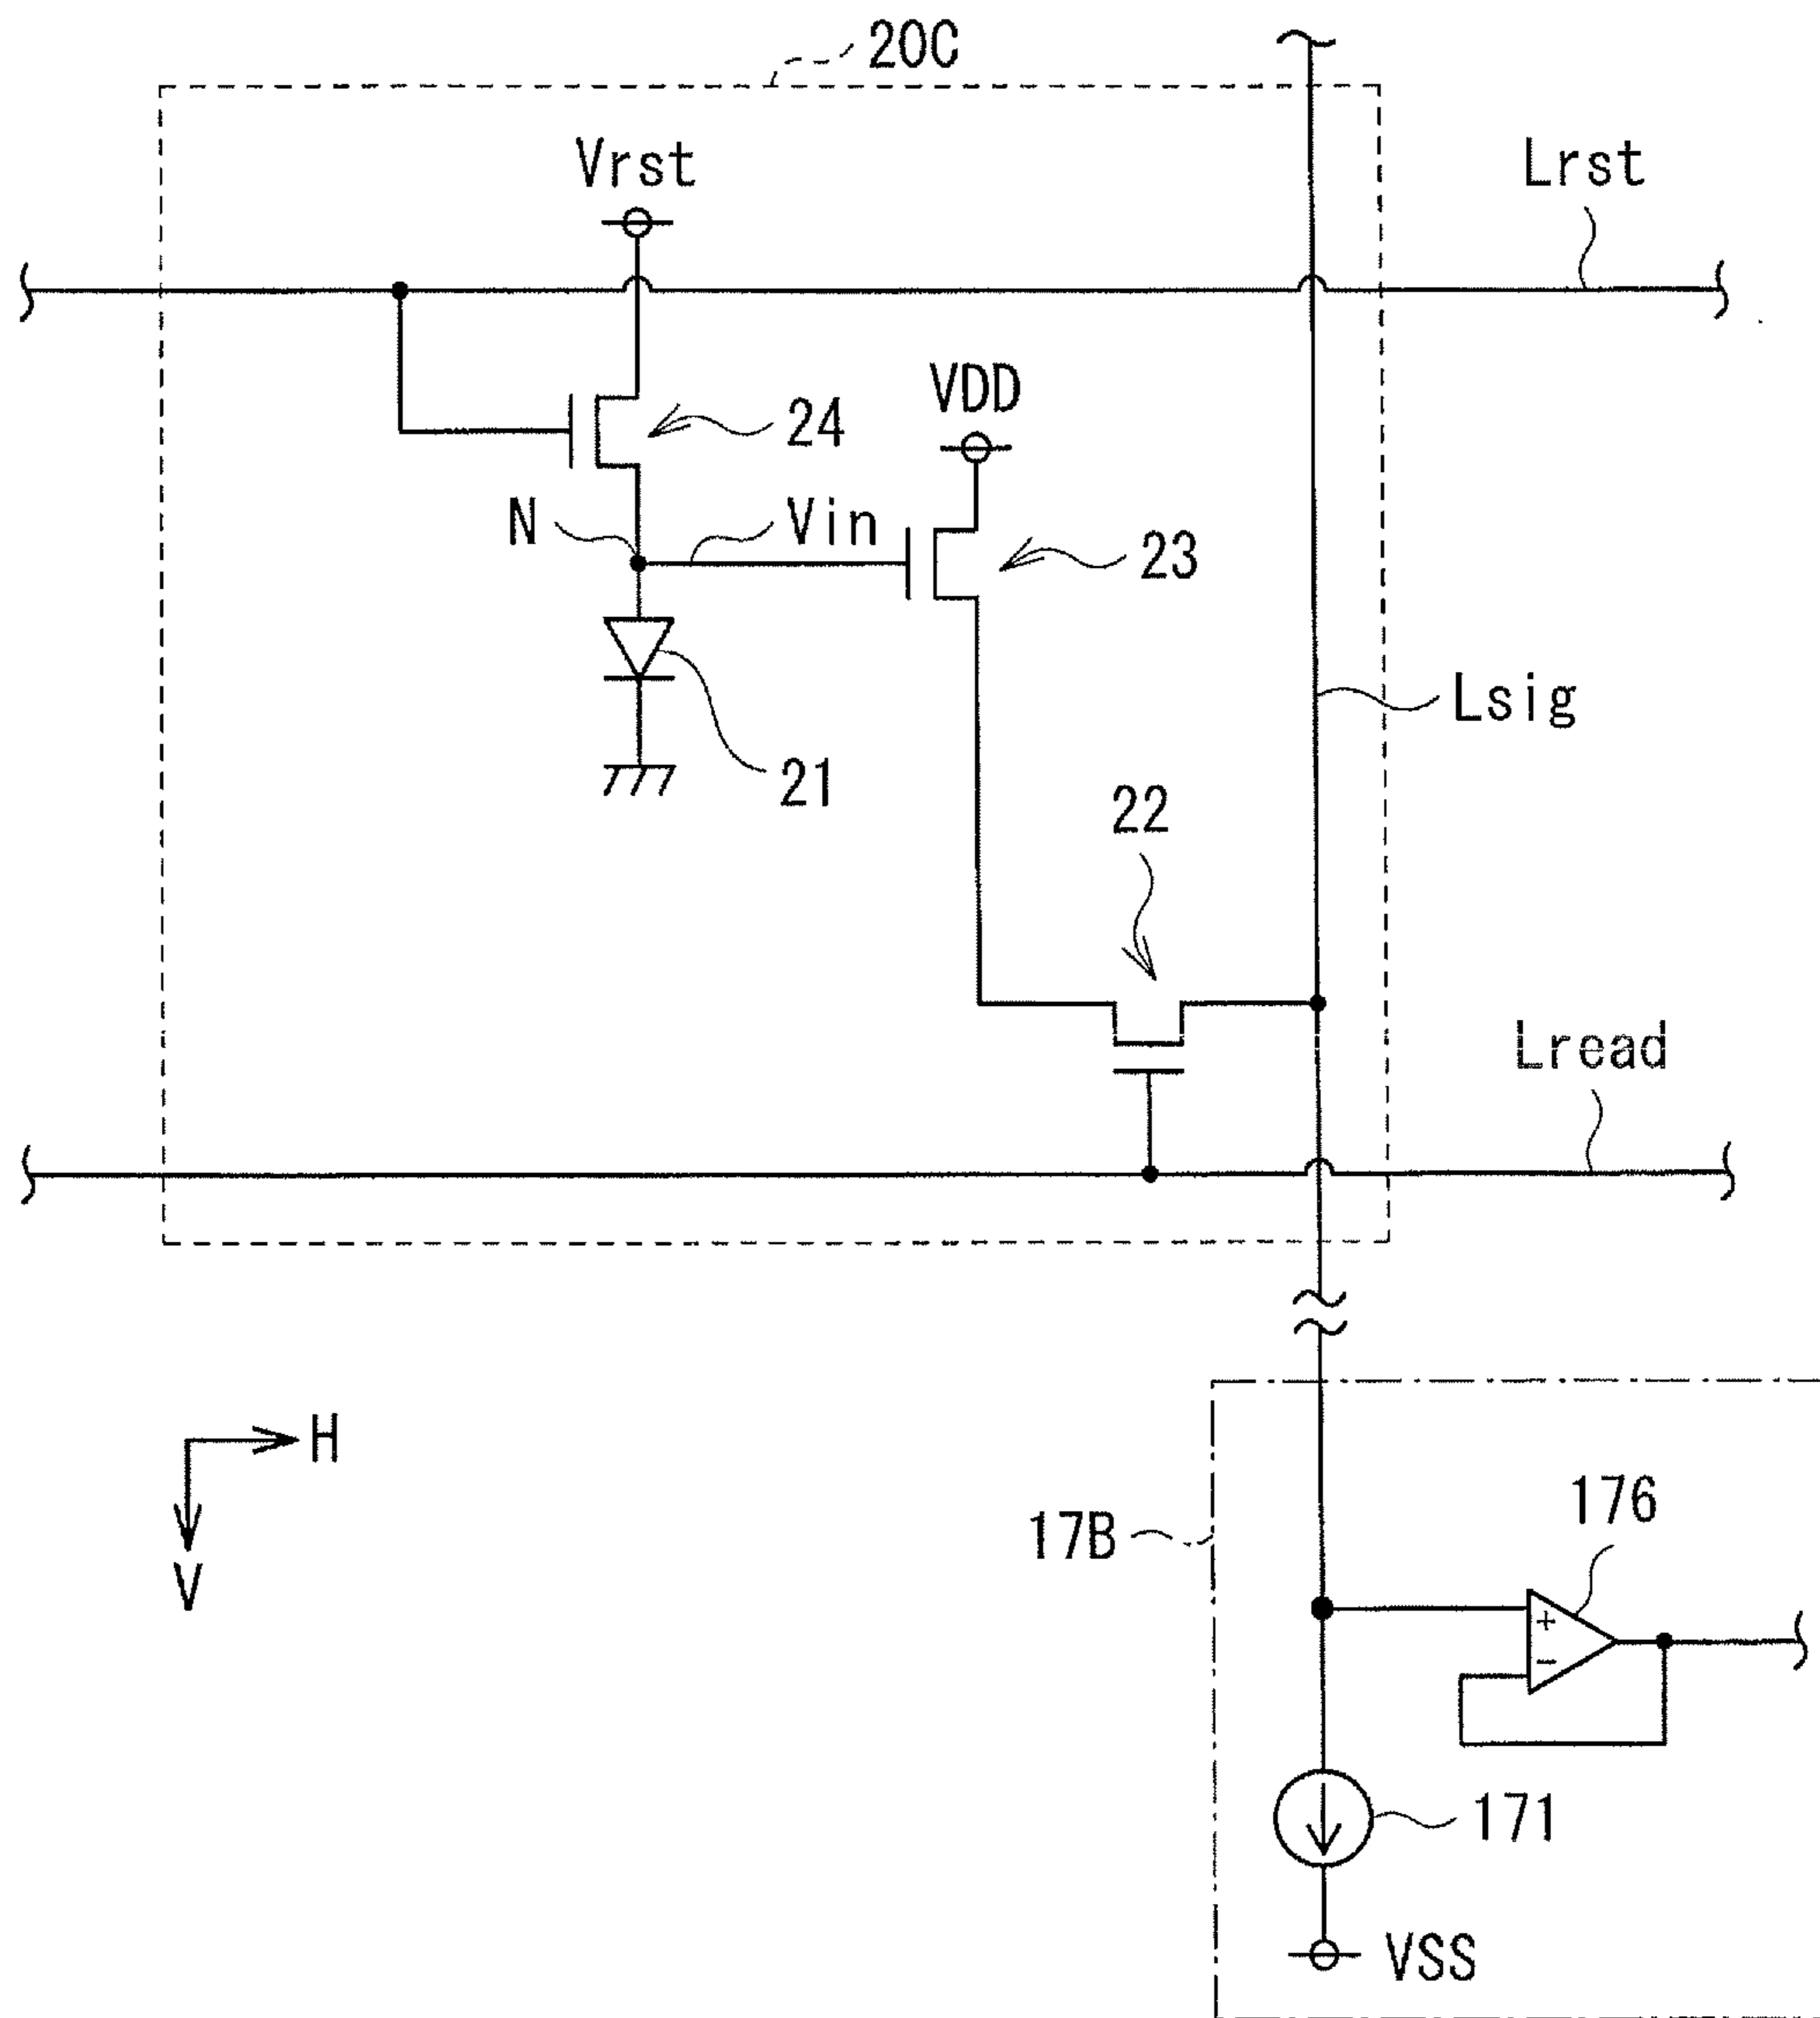 20C
Vrst
Lrst
VDD
24
N
Vin
23
Lsig
21
22
Lread
H
V
17B
176
+
−
171
VSS